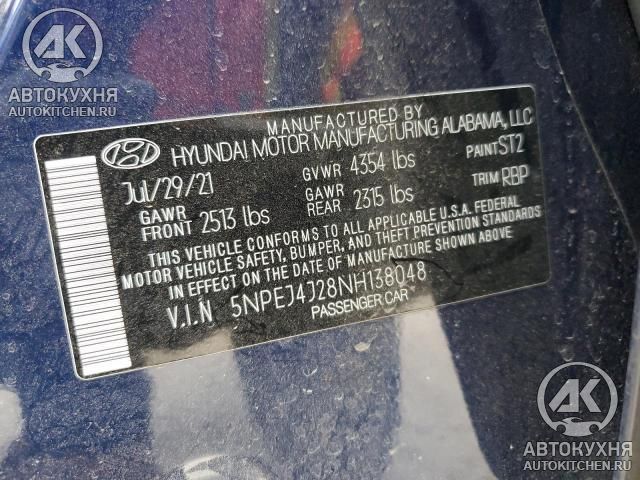 AK
АВТОКУХНЯ
AUTOKITCHEN.RU
MANUFACTURED BY
HYUNDAI MOTOR MANUFACTURING ALABAMA, LLC
Jul/29/21 GVWR 4354 lbs PAINT ST2
GAWR FRONT 2513 lbs GAWR REAR 2315 lbs TRIM RBP
THIS VEHICLE CONFORMS TO ALL APPLICABLE U.S.A. FEDERAL
MOTOR VEHICLE SAFETY, BUMPER, AND THEFT PREVENTION STANDARDS
IN EFFECT ON THE DATE OF MANUFACTURE SHOWN ABOVE
V.I.N 5NPEJ4J28NH138048
PASSENGER CAR
AK
АВТОКУХНЯ
AUTOKITCHEN.RU